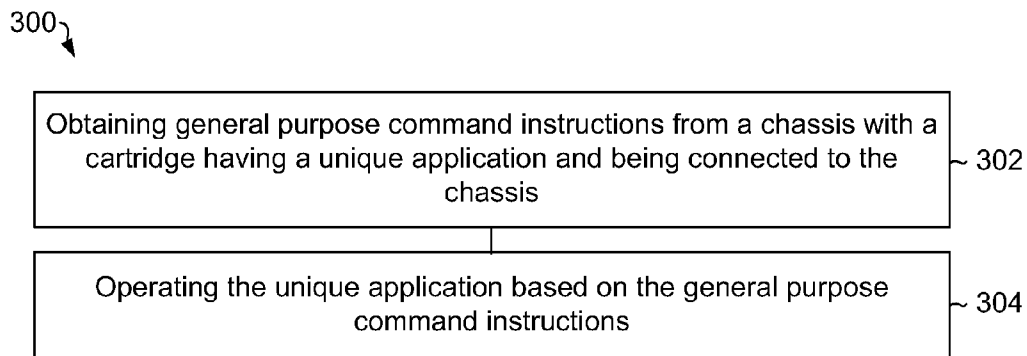 300
Obtaining general purpose command instructions from a chassis with a
cartridge having a unique application and being connected to the
chassis
302
Operating the unique application based on the general purpose
command instructions
304